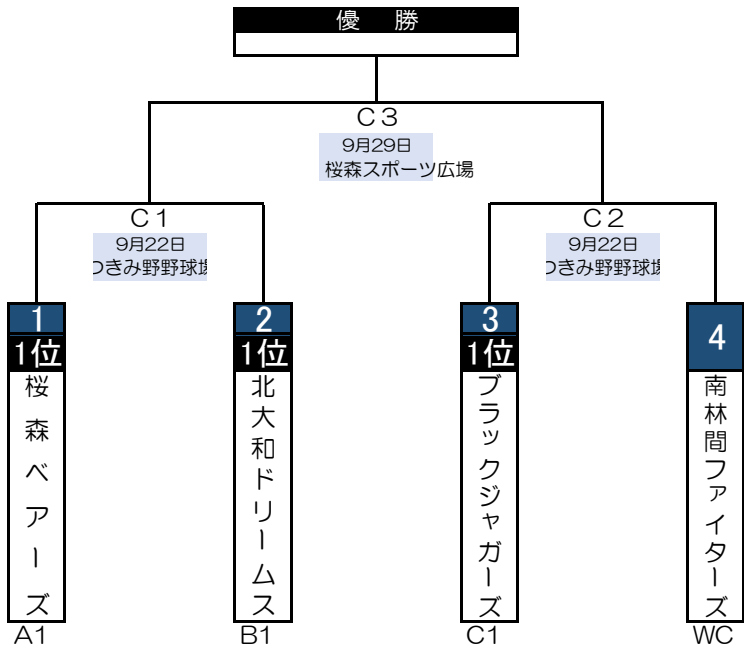 優 勝
C3
9月29日
桜森スポーツ広場
C1
9月22日
つきみ野野球場
C2
9月22日
つきみ野野球場
1
1位
桜森ベアーズ
A1
2
1位
北大和ドリームス
B1
3
1位
ブラックジャガーズ
C1
4
南林間ファイターズ
WC